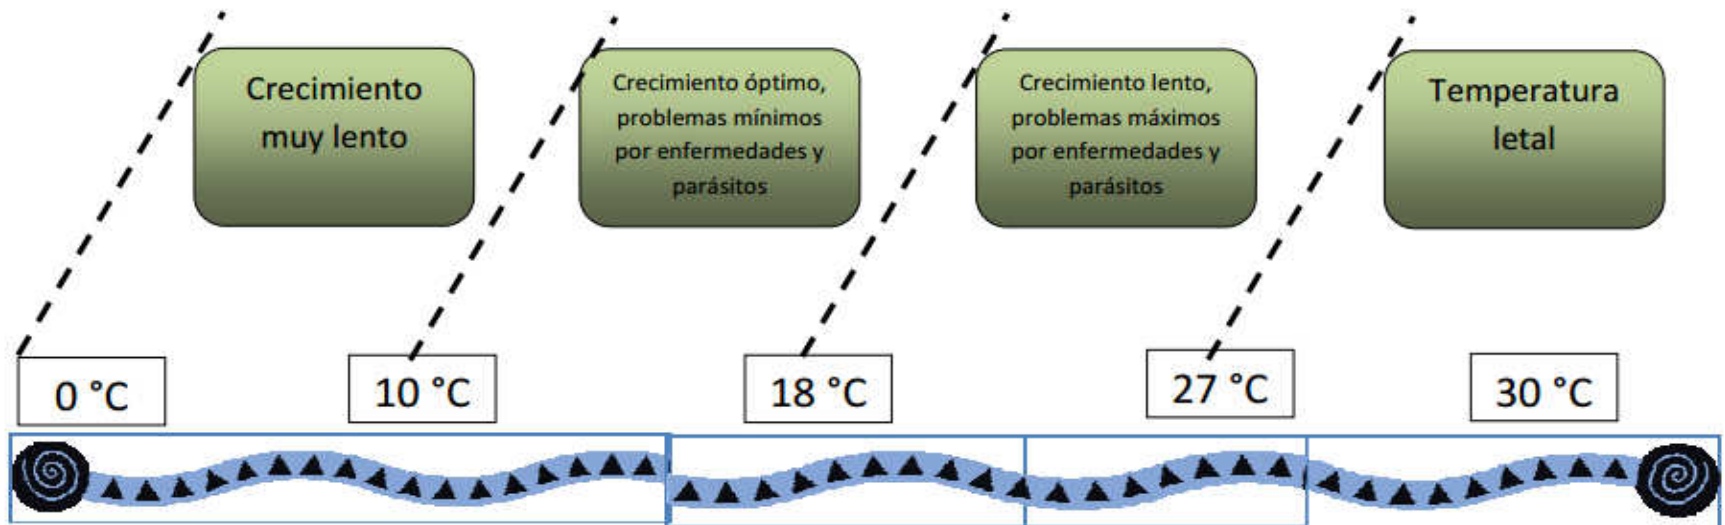 Crecimiento
muy lento
Crecimiento óptimo,
problemas mínimos
por enfermedades y
parásitos
Crecimiento lento,
problemas máximos
por enfermedades y
parásitos
Temperatura
letal
0 °C
10 °C
18 °C
27 °C
30 °C